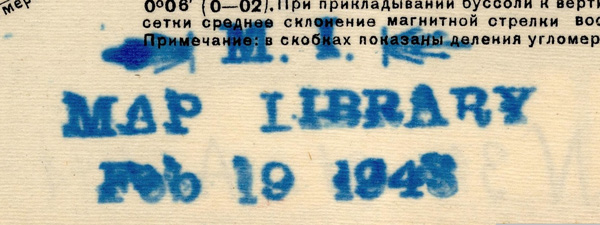 мер
0°06′ (0—02). При прикладывании буссоли к верти
сетки среднее склонение магнитной стрелки вос
Примечание: в скобках показаны деления угломер
M. I.
MAP LIBRARY
Feb 19 1943